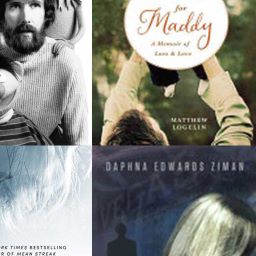 for
Maddy
A Memoir of
Loss & Love
MATTHEW
LOGELIN
DAPHNA EDWARDS ZIMAN
RK TIMES BESTSELLING
R OF MEAN STREAK